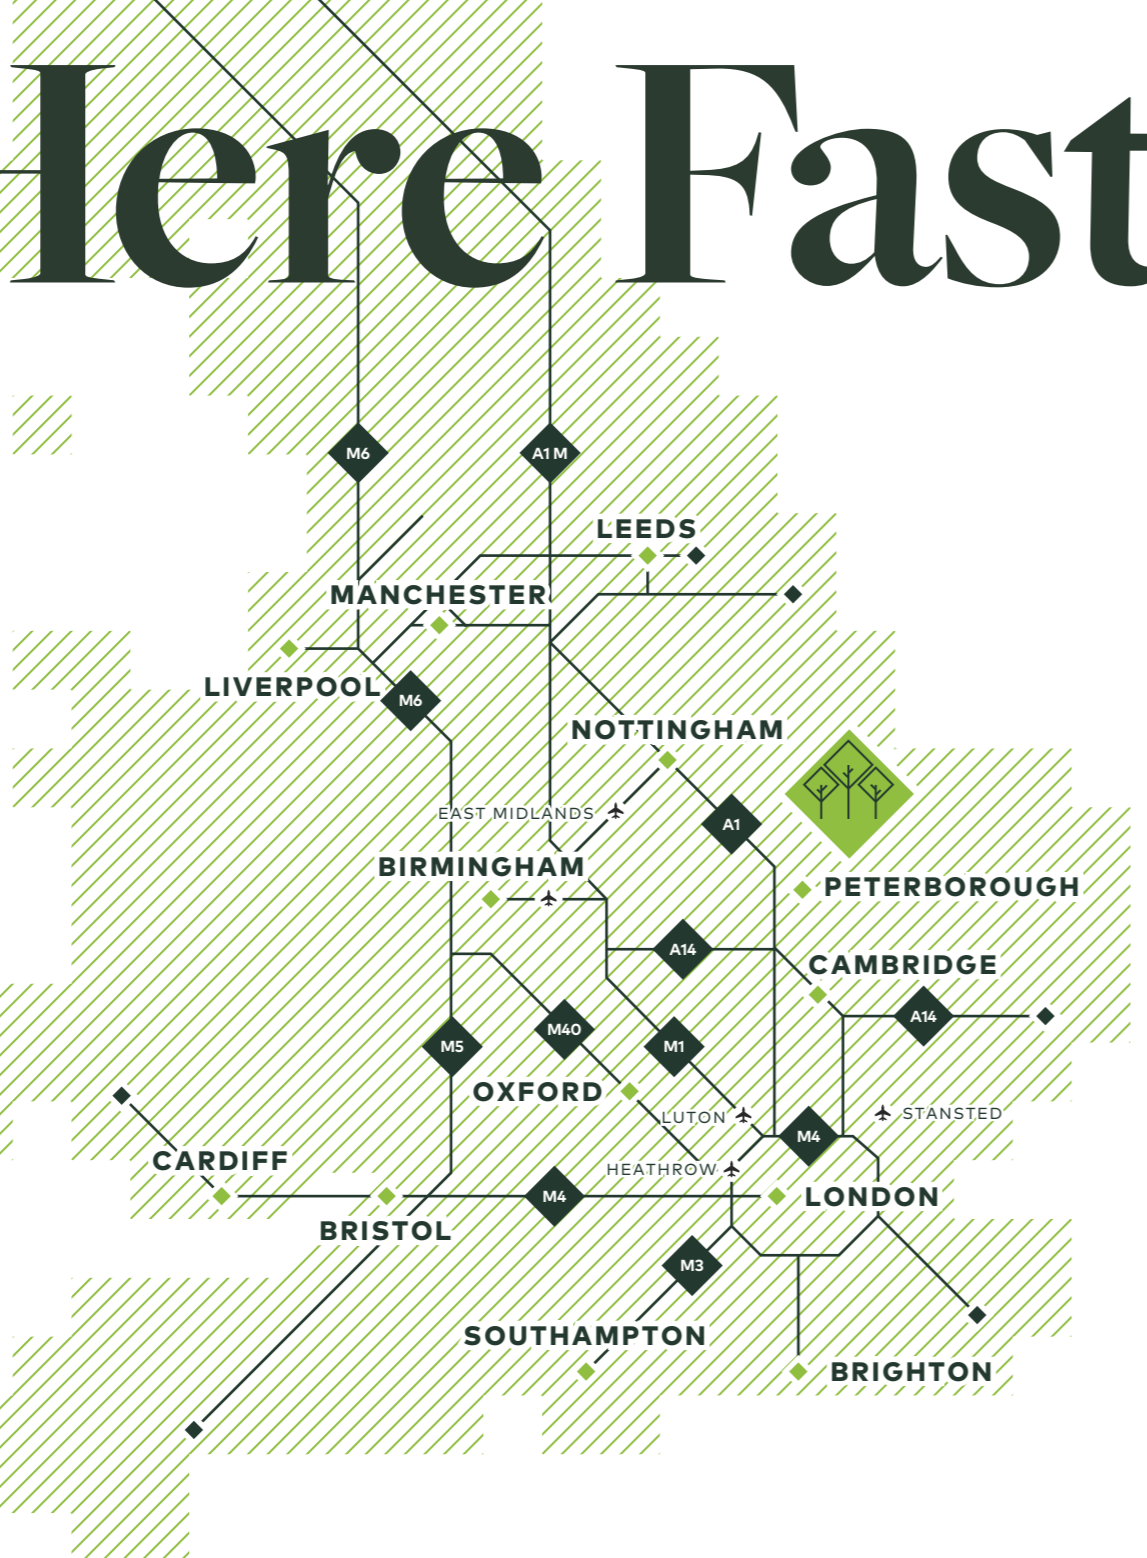 Here Fast
M6
A1 M
LEEDS
MANCHESTER
LIVERPOOL
M6
NOTTINGHAM
EAST MIDLANDS
A1
BIRMINGHAM
PETERBOROUGH
A14
CAMBRIDGE
A14
M40
M5
M1
OXFORD
LUTON
STANSTED
M4
CARDIFF
HEATHROW
M4
LONDON
BRISTOL
M3
SOUTHAMPTON
BRIGHTON